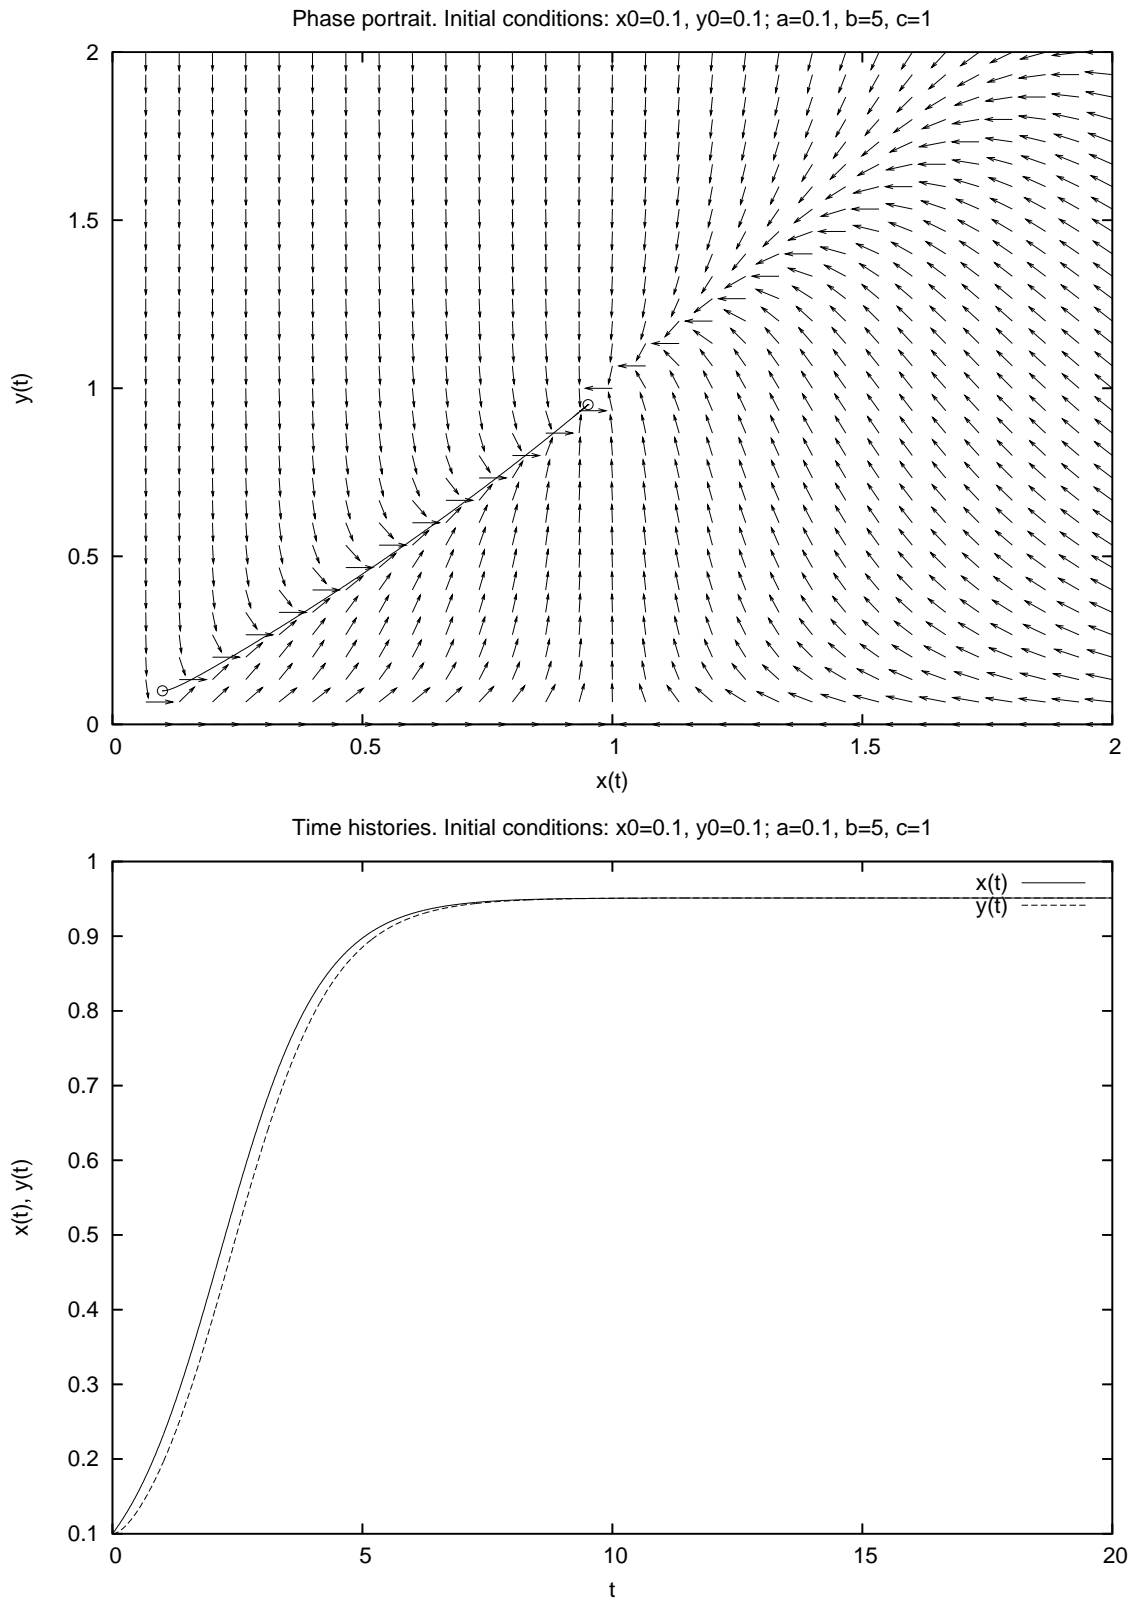 Phase portrait. Initial conditions: x0=0.1, y0=0.1; a=0.1, b=5, c=1
2
1.5
y(t)
1
0.5
0
0 0.5 1 1.5 2
x(t)
Time histories. Initial conditions: x0=0.1, y0=0.1; a=0.1, b=5, c=1
1
x(t)
y(t)
0.9
0.8
0.7
0.6
x(t), y(t)
0.5
0.4
0.3
0.2
0.1
0 5 10 15 20
t